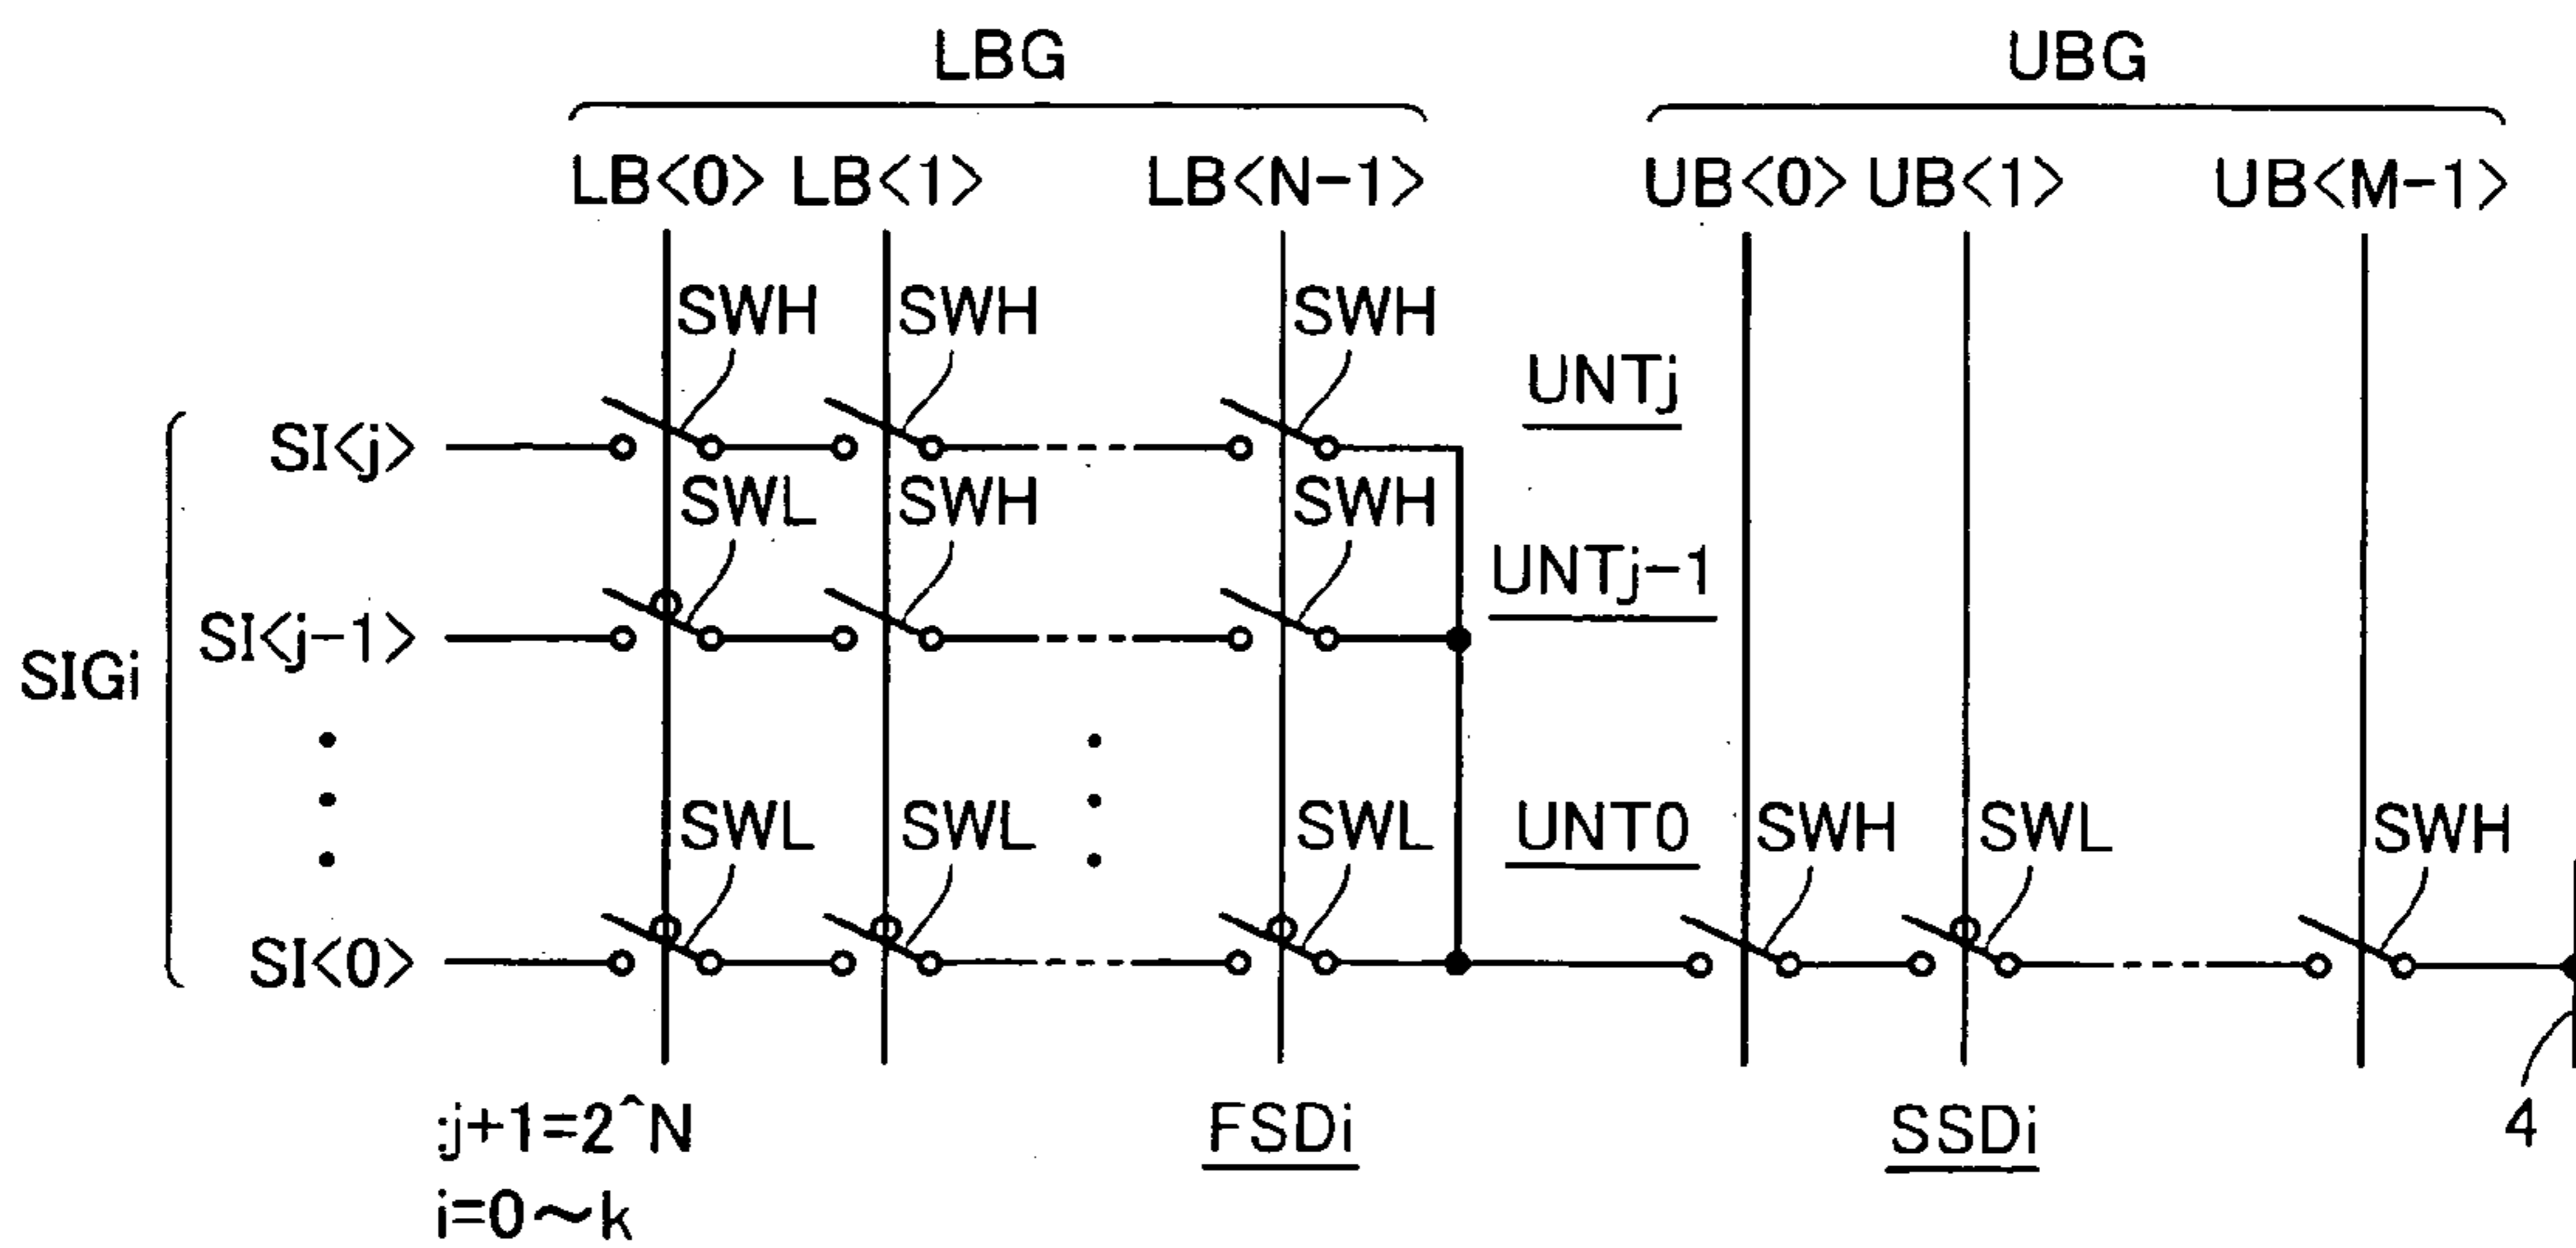 LBG UBG
LB<0> LB<1> LB<N-1> UB<0> UB<1> UB<M-1>
SWH SWH SWH
UNTj
SI<j>
SWL SWH SWH
UNTj-1
SI<j-1>
SIGi
SWL SWL SWL UNT0 SWH SWL SWH
SI<0>
:j+1=2^N FSDi SSDi 4
i=0~k